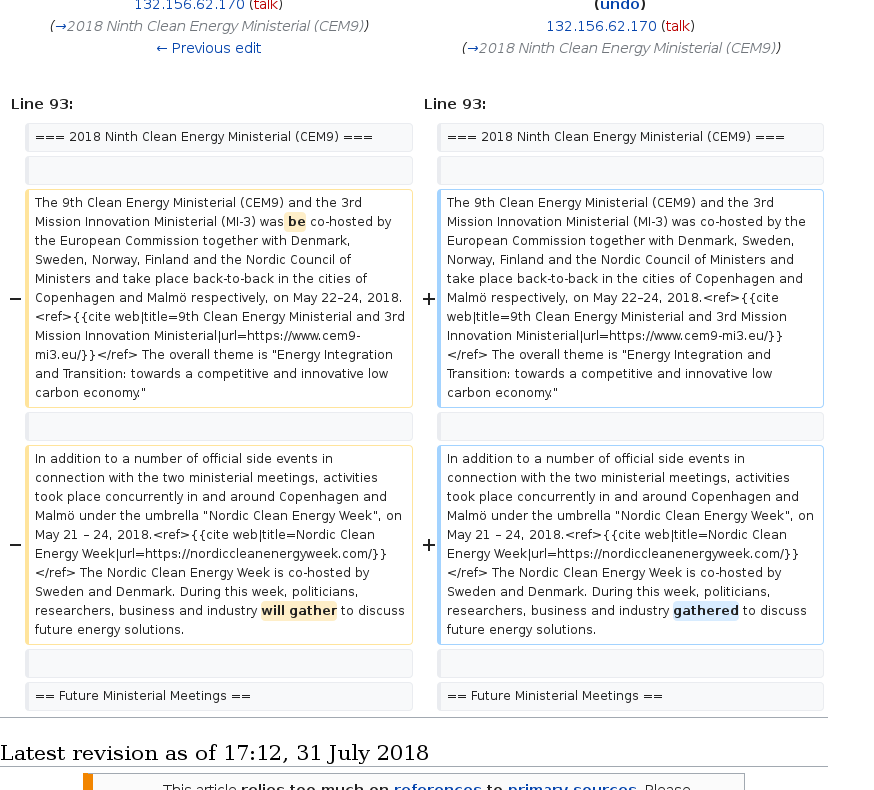 132.156.62.170 (talk)
(→2018 Ninth Clean Energy Ministerial (CEM9))
← Previous edit
(undo)
132.156.62.170 (talk)
(→2018 Ninth Clean Energy Ministerial (CEM9))
Line 93:
Line 93:
=== 2018 Ninth Clean Energy Ministerial (CEM9) ===
=== 2018 Ninth Clean Energy Ministerial (CEM9) ===
−
The 9th Clean Energy Ministerial (CEM9) and the 3rd
Mission Innovation Ministerial (MI-3) was be co-hosted by
the European Commission together with Denmark,
Sweden, Norway, Finland and the Nordic Council of
Ministers and take place back-to-back in the cities of
Copenhagen and Malmö respectively, on May 22–24, 2018.
<ref>{{cite web|title=9th Clean Energy Ministerial and 3rd
Mission Innovation Ministerial|url=https://www.cem9-
mi3.eu/}}</ref> The overall theme is "Energy Integration
and Transition: towards a competitive and innovative low
carbon economy."
+
The 9th Clean Energy Ministerial (CEM9) and the 3rd
Mission Innovation Ministerial (MI-3) was co-hosted by the
European Commission together with Denmark, Sweden,
Norway, Finland and the Nordic Council of Ministers and
take place back-to-back in the cities of Copenhagen and
Malmö respectively, on May 22–24, 2018.<ref>{{cite
web|title=9th Clean Energy Ministerial and 3rd Mission
Innovation Ministerial|url=https://www.cem9-mi3.eu/}}
</ref> The overall theme is "Energy Integration and
Transition: towards a competitive and innovative low
carbon economy."
−
In addition to a number of official side events in
connection with the two ministerial meetings, activities
took place concurrently in and around Copenhagen and
Malmö under the umbrella "Nordic Clean Energy Week", on
May 21 – 24, 2018.<ref>{{cite web|title=Nordic Clean
Energy Week|url=https://nordiccleanenergyweek.com/}}
</ref> The Nordic Clean Energy Week is co-hosted by
Sweden and Denmark. During this week, politicians,
researchers, business and industry will gather to discuss
future energy solutions.
+
In addition to a number of official side events in
connection with the two ministerial meetings, activities
took place concurrently in and around Copenhagen and
Malmö under the umbrella "Nordic Clean Energy Week", on
May 21 – 24, 2018.<ref>{{cite web|title=Nordic Clean
Energy Week|url=https://nordiccleanenergyweek.com/}}
</ref> The Nordic Clean Energy Week is co-hosted by
Sweden and Denmark. During this week, politicians,
researchers, business and industry gathered to discuss
future energy solutions.
== Future Ministerial Meetings ==
== Future Ministerial Meetings ==
Latest revision as of 17:12, 31 July 2018
This article relies too much on references to primary sources. Please